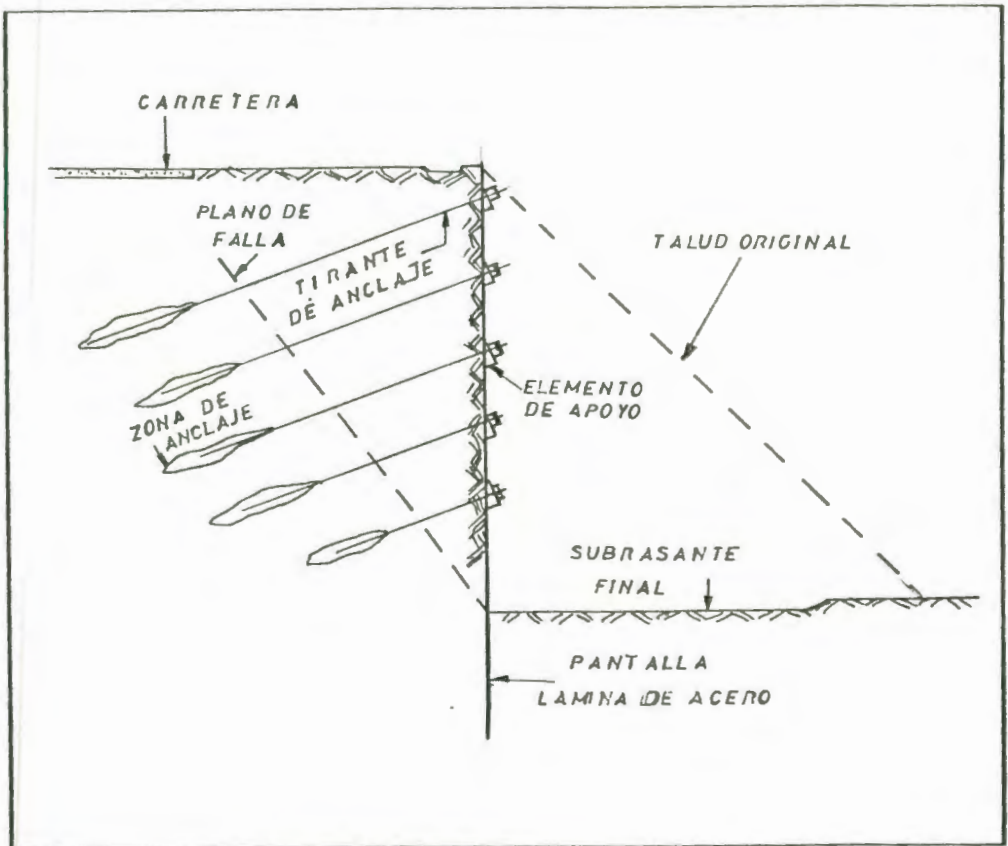 CARRETERA
PLANO DE
FALLA
TIRANTE
DE ANCLAJE
TALUD ORIGINAL
ELEMENTO
DE APOYO
ZONA DE
ANCLAJE
SUBRASANTE
FINAL
PANTALLA
LAMINA DE ACERO